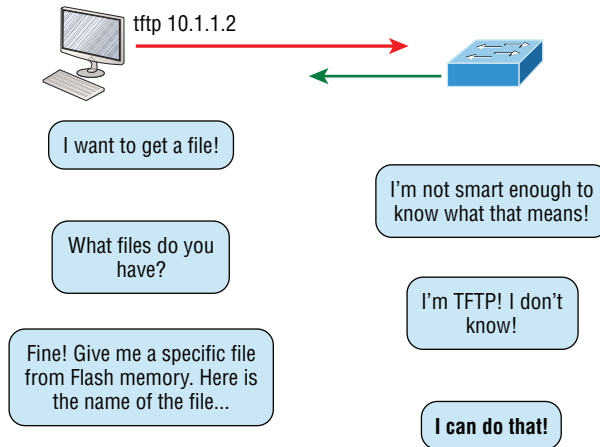 tftp 10.1.1.2
I want to get a file!
I’m not smart enough to
know what that means!
What files do you
have?
I’m TFTP! I don’t
know!
Fine! Give me a specific file
from Flash memory. Here is
the name of the file...
I can do that!